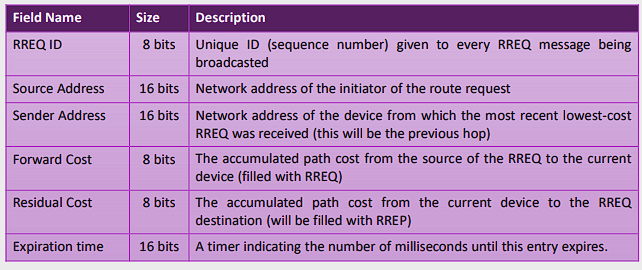 Field Name Size Description
RREQ ID 8 bits Unique ID (sequence number) given to every RREQ message being
broadcasted
Source Address 16 bits Network address of the initiator of the route request
Sender Address 16 bits Network address of the device from which the most recent lowest-cost
RREQ was received (this will be the previous hop)
Forward Cost 8 bits The accumulated path cost from the source of the RREQ to the current
device (filled with RREQ)
Residual Cost 8 bits The accumulated path cost from the current device to the RREQ
destination (will be filled with RREP)
Expiration time 16 bits A timer indicating the number of milliseconds until this entry expires.